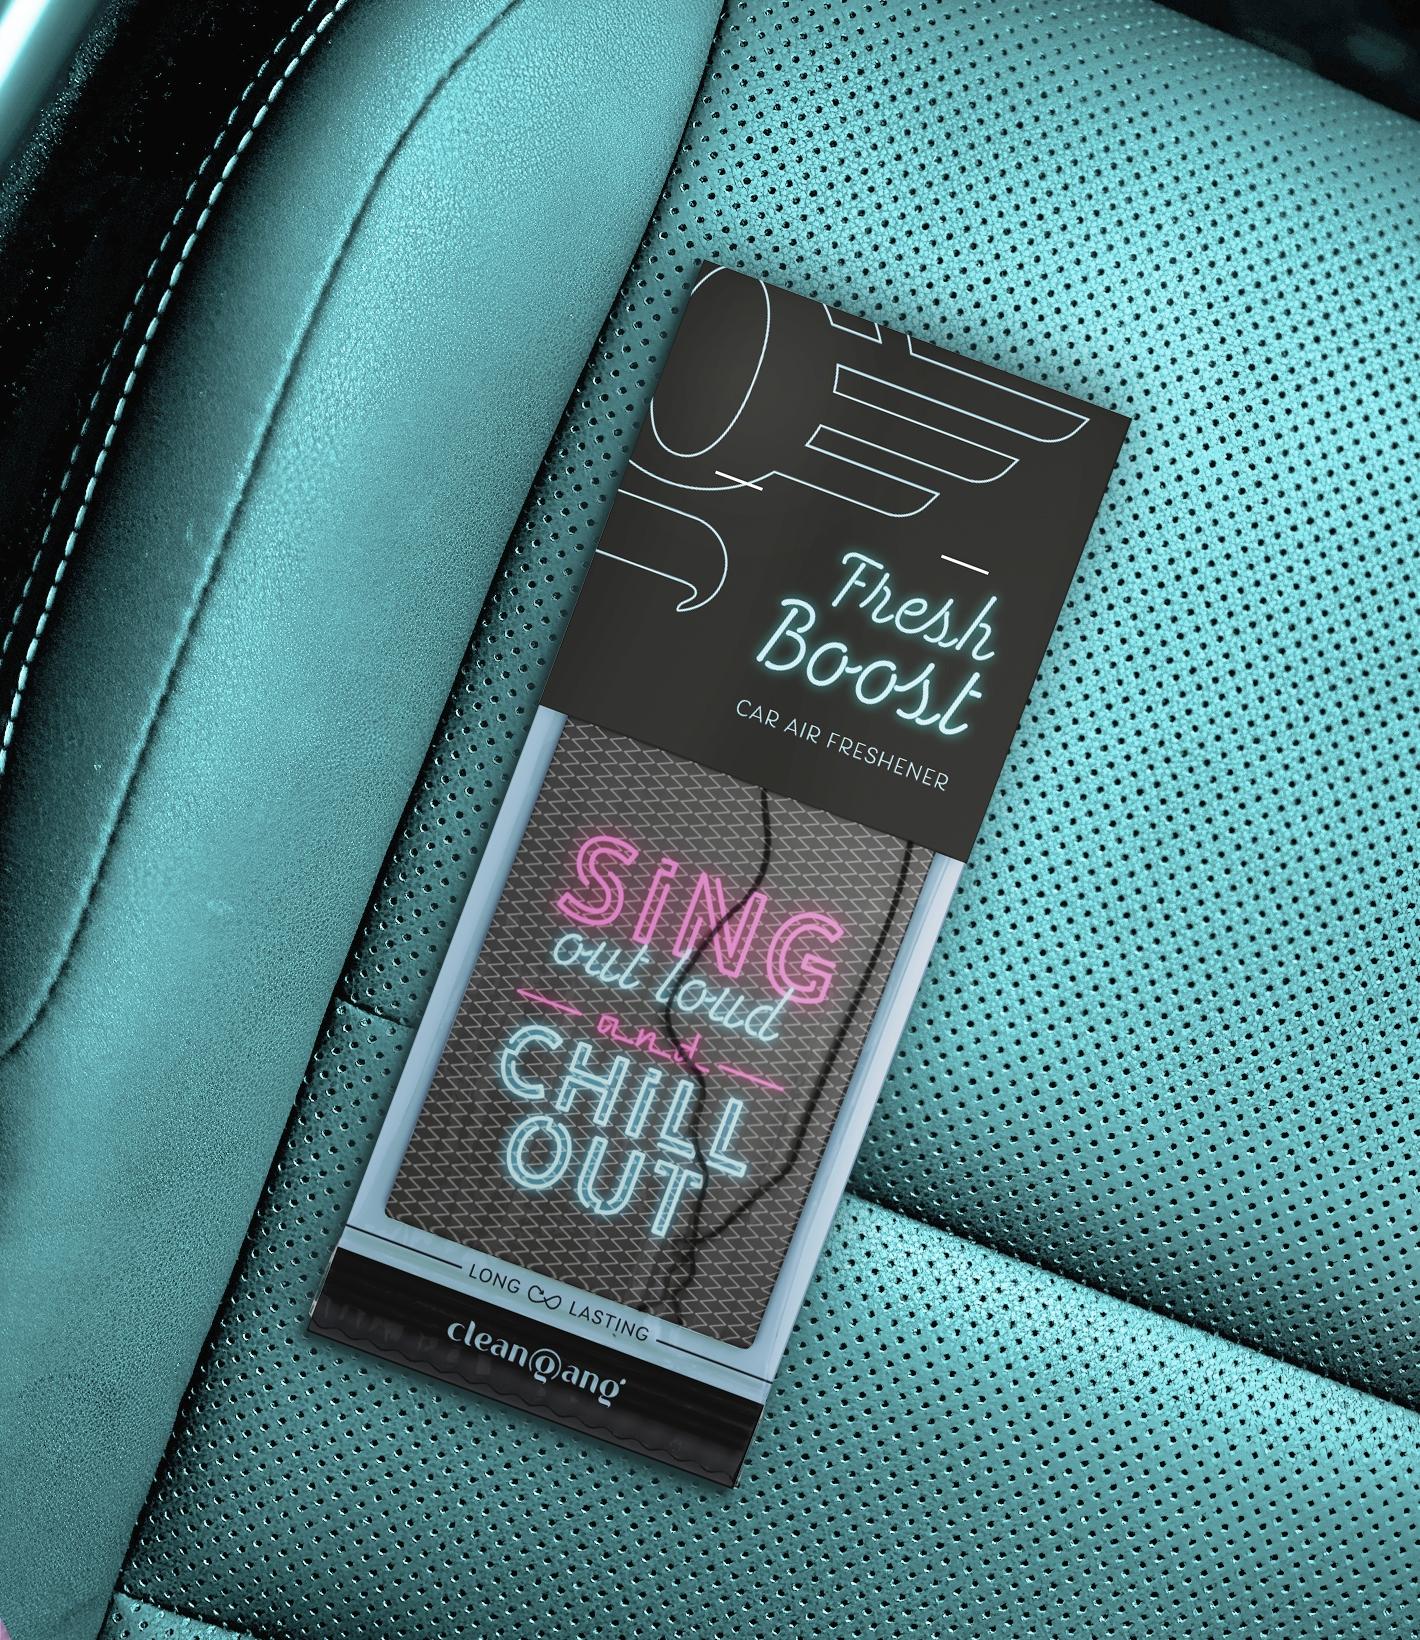 Fresh
Boost
CAR AIR FRESHENER
SiNG
out loud
and
CHiLL
OUT
LONG LASTING
cleangang